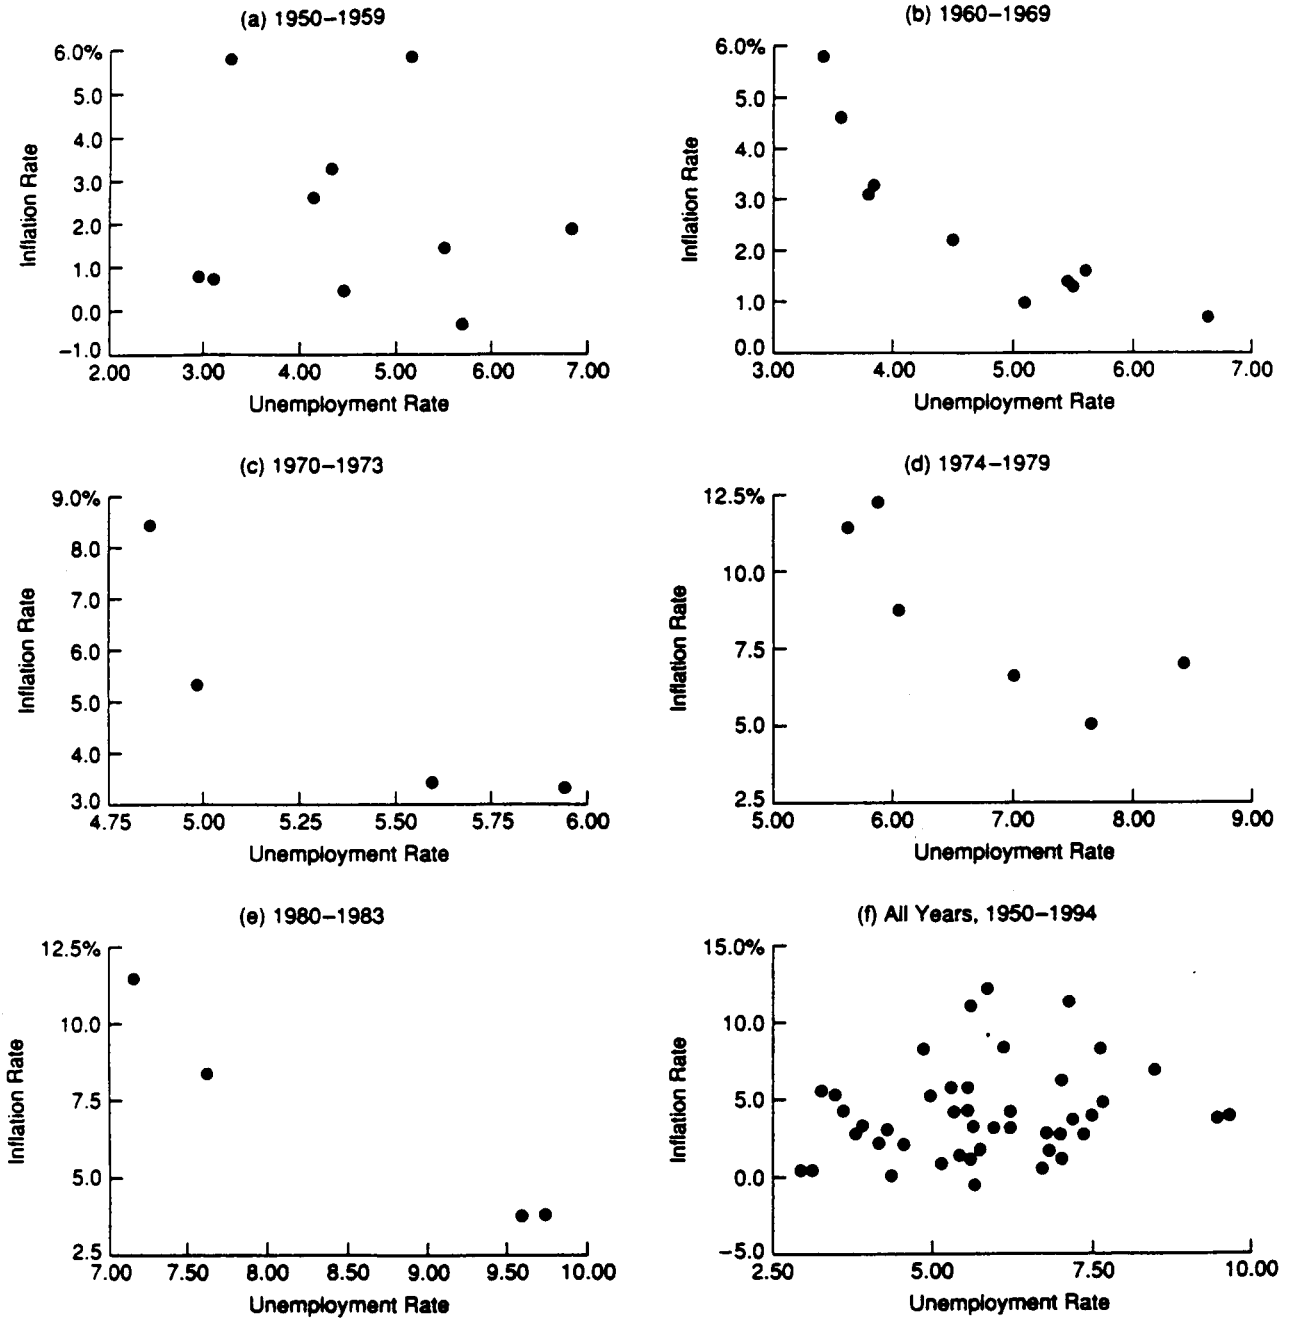 (a) 1950–1959
6.0%
5.0
4.0
3.0
2.0
1.0
0.0
−1.0
2.00 3.00 4.00 5.00 6.00 7.00
Inflation Rate
Unemployment Rate
(b) 1960–1969
6.0%
5.0
4.0
3.0
2.0
1.0
0.0
3.00 4.00 5.00 6.00 7.00
Inflation Rate
Unemployment Rate
(c) 1970–1973
9.0%
8.0
7.0
6.0
5.0
4.0
3.0
4.75 5.00 5.25 5.50 5.75 6.00
Inflation Rate
Unemployment Rate
(d) 1974–1979
12.5%
10.0
7.5
5.0
2.5
5.00 6.00 7.00 8.00 9.00
Inflation Rate
Unemployment Rate
(e) 1980–1983
12.5%
10.0
7.5
5.0
2.5
7.00 7.50 8.00 8.50 9.00 9.50 10.00
Inflation Rate
Unemployment Rate
(f) All Years, 1950–1994
15.0%
10.0
5.0
0.0
−5.0
2.50 5.00 7.50 10.00
Inflation Rate
Unemployment Rate